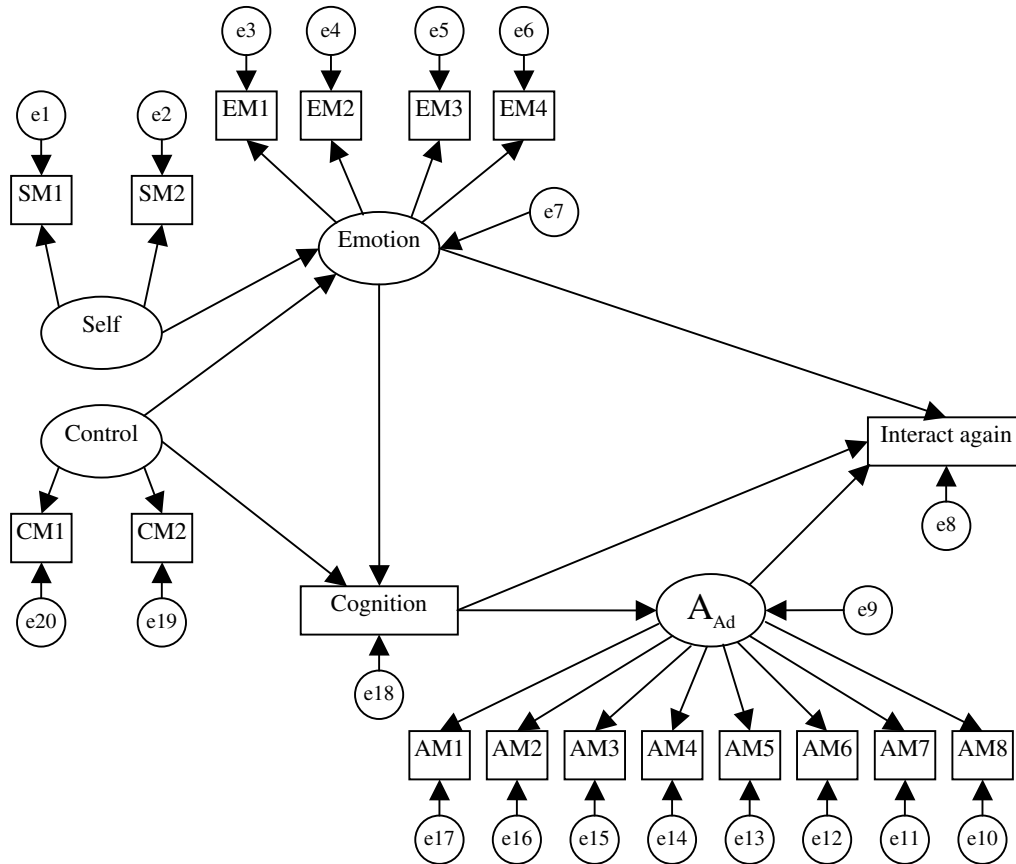 e3
e4
e5
e6
EM1
EM2
EM3
EM4
e1
e2
SM1
SM2
e7
Emotion
Self
Control
Interact again
CM1
CM2
e8
e20
e19
Cognition
A_Ad
e9
e18
AM1
AM2
AM3
AM4
AM5
AM6
AM7
AM8
e17
e16
e15
e14
e13
e12
e11
e10